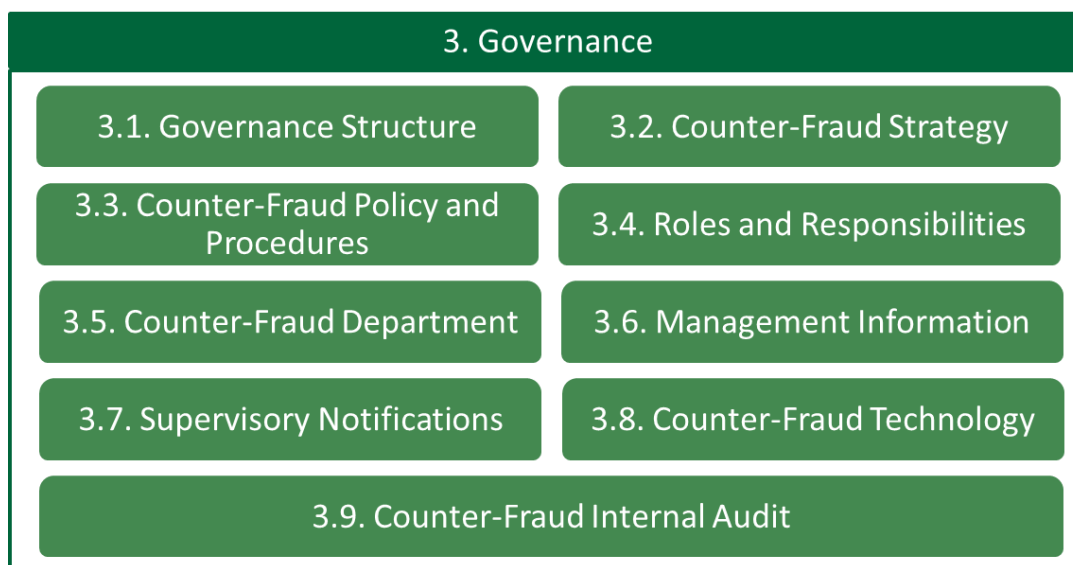 3. Governance
3.1. Governance Structure
3.2. Counter-Fraud Strategy
3.3. Counter-Fraud Policy and
Procedures
3.4. Roles and Responsibilities
3.5. Counter-Fraud Department
3.6. Management Information
3.7. Supervisory Notifications
3.8. Counter-Fraud Technology
3.9. Counter-Fraud Internal Audit